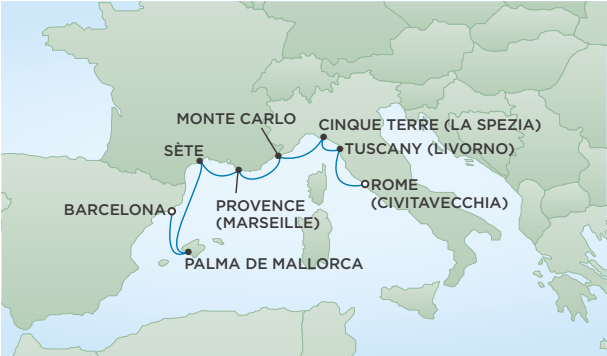 MONTE CARLO
CINQUE TERRE (LA SPEZIA)
SÈTE
TUSCANY (LIVORNO)
ROME
(CIVITAVECCHIA)
PROVENCE
(MARSEILLE)
BARCELONA
PALMA DE MALLORCA